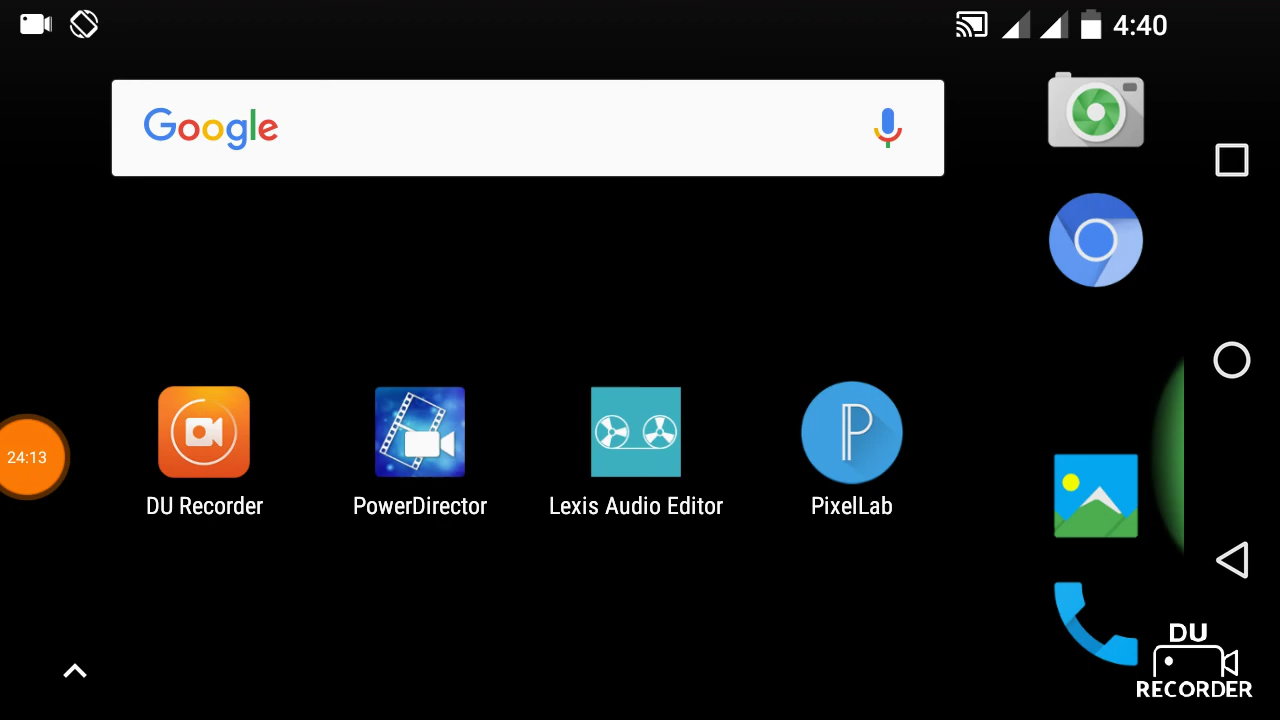 4:40
Google
24:13
DU Recorder
PowerDirector
Lexis Audio Editor
PixelLab
DU
RECORDER